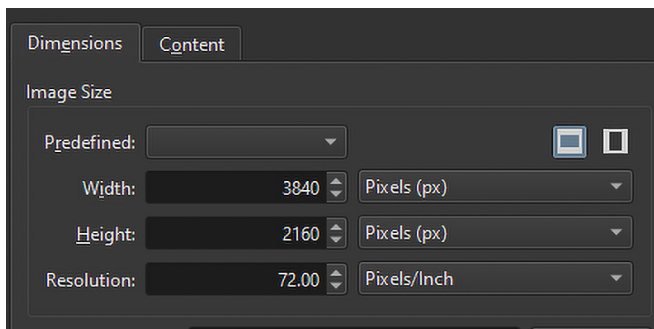 Dimensions Content
Image Size
Predefined:
Width: 3840 Pixels (px)
Height: 2160 Pixels (px)
Resolution: 72.00 Pixels/Inch